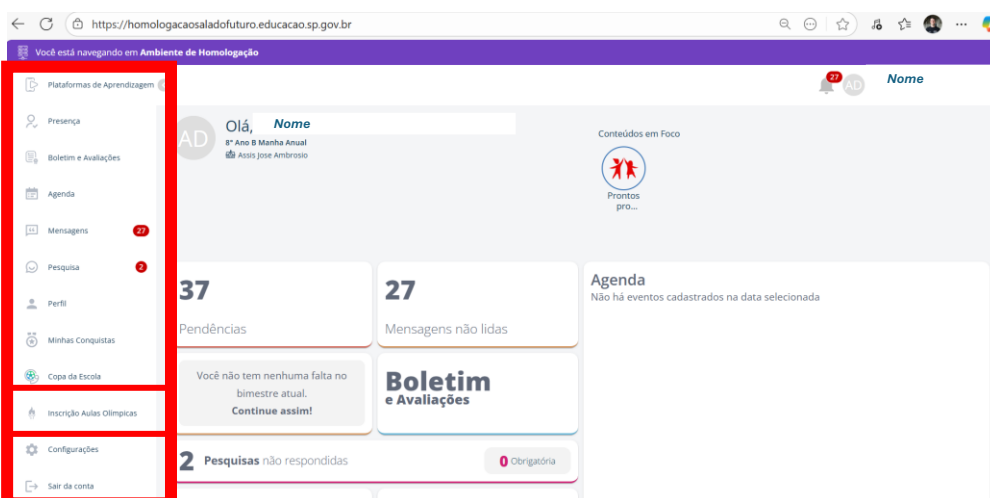 https://homologacaosaladofuturo.educacao.sp.gov.br
Você está navegando em Ambiente de Homologação
Plataformas de Aprendizagem
Presença
Boletim e Avaliações
Agenda
Mensagens 27
Pesquisa 2
Perfil
Minhas Conquistas
Copa da Escola
Inscrição Aulas Olímpicas
Configurações
Sair da conta
27 AD Nome
AD
Olá, Nome
8° Ano B Manha Anual
Assis Jose Ambrosio
Conteúdos em Foco
Prontos
pro...
37
Pendências
27
Mensagens não lidas
Agenda
Não há eventos cadastrados na data selecionada
Você não tem nenhuma falta no
bimestre atual.
Continue assim!
Boletim
e Avaliações
2 Pesquisas não respondidas
0 Obrigatória